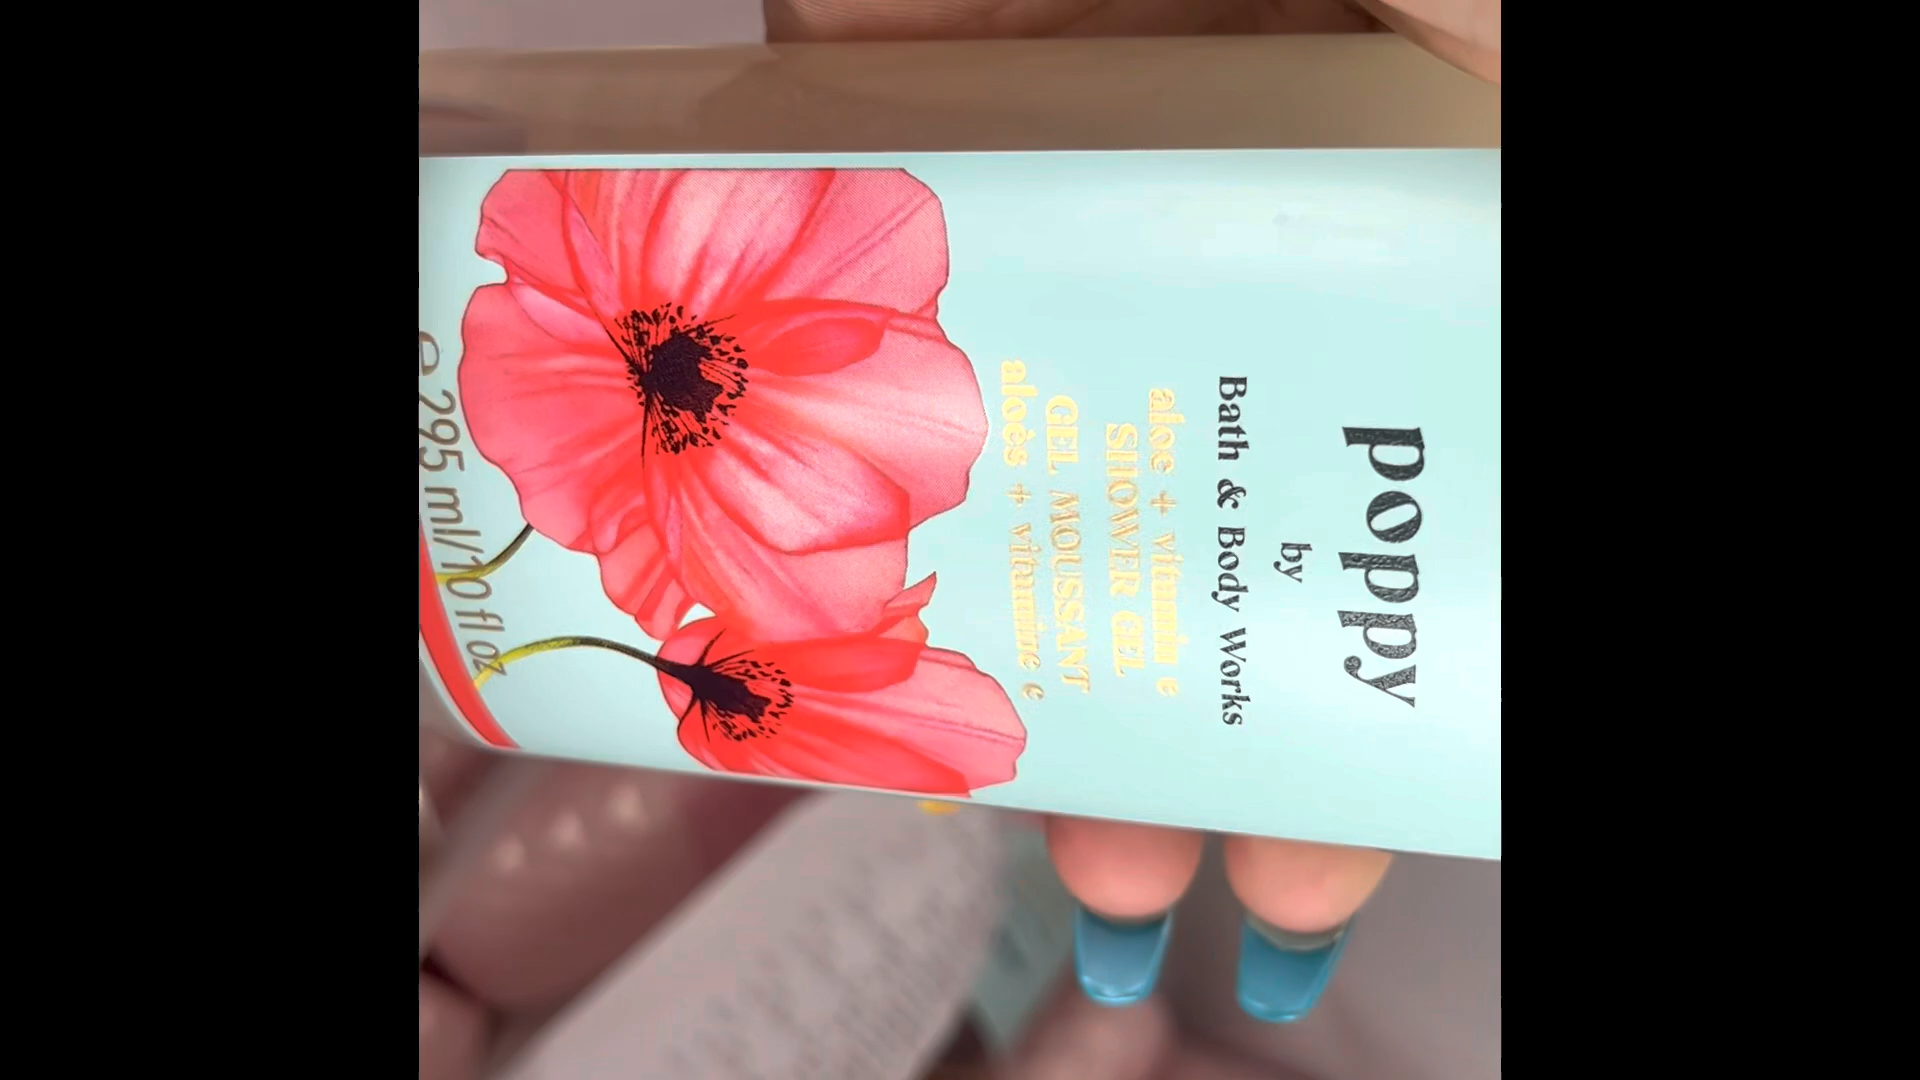 poppy
by
Bath & Body Works
aloe + vitamin e
SHOWER GEL
GEL MOUSSANT
aloès + vitamine e
℮ 295 ml/10 fl oz